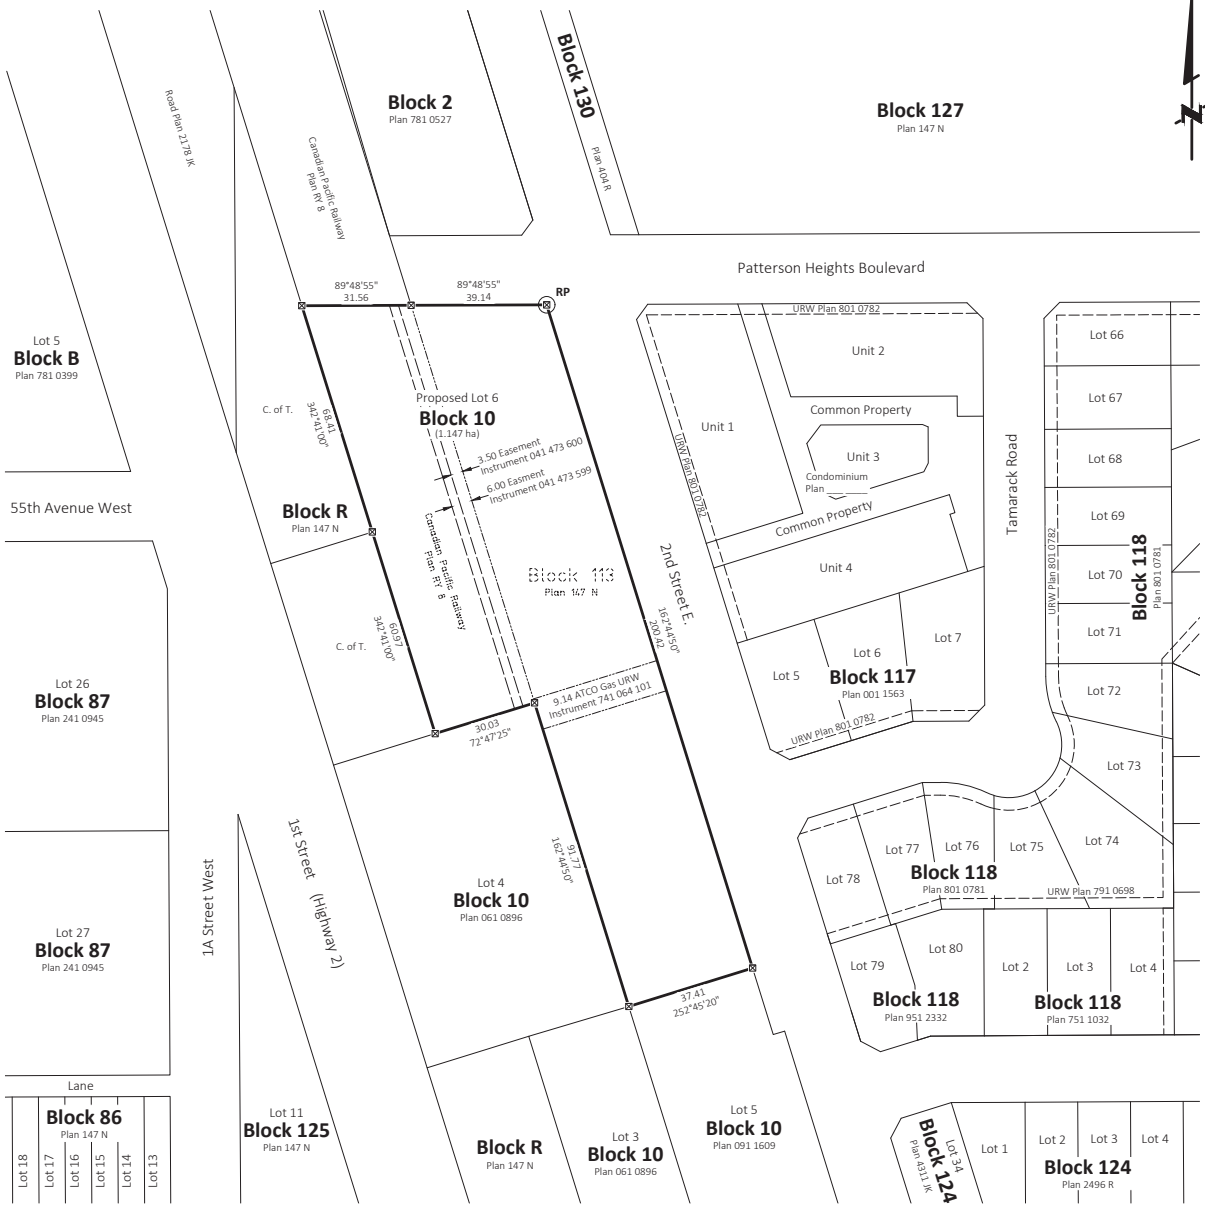 Block 130
Plan 404 R
Block 2
Plan 781 0527
Block 127
Plan 147 N
N
Road Plan 2178 JK
Canadian Pacific Railway
Plan RY 8
Patterson Heights Boulevard
89°48'55"
31.56
89°48'55"
39.14
RP
URW Plan 801 0782
Lot 5
Block B
Plan 781 0399
Unit 2
Lot 66
Proposed Lot 6
Block 10
(1.147 ha)
C. of T.
68.41
342°41'00"
3.50 Easement
Instrument 041 473 600
6.00 Easment
Instrument 041 473 599
Unit 1
URW Plan 801 0782
Common Property
Unit 3
Condominium
Plan ____ ____
Common Property
Tamarack Road
Lot 67
Lot 68
Lot 69
55th Avenue West
Block R
Plan 147 N
Canadian Pacific Railway
Plan RY 8
Block 113
Plan 147 N
2nd Street E.
162°44'50"
200.42
Unit 4
URW Plan 801 0782
Lot 70
Block 118
Plan 801 0781
Lot 71
C. of T.
60.97
342°41'00"
Lot 5
Lot 6
Lot 7
Block 117
Plan 001 1563
URW Plan 801 0782
Lot 72
Lot 26
Block 87
Plan 241 0945
9.14 ATCO Gas URW
Instrument 741 064 101
30.03
72°47'25"
Lot 73
1st Street (Highway 2)
91.77
162°44'50"
Lot 78
Lot 77
Lot 76
Lot 75
Lot 74
Block 118
Plan 801 0781
URW Plan 791 0698
Lot 4
Block 10
Plan 061 0896
1A Street West
Lot 27
Block 87
Plan 241 0945
Lot 79
Lot 80
Block 118
Plan 951 2332
Lot 2
Lot 3
Lot 4
Block 118
Plan 751 1032
37.41
252°45'20"
Lane
Block 86
Plan 147 N
Lot 18
Lot 17
Lot 16
Lot 15
Lot 14
Lot 13
Lot 11
Block 125
Plan 147 N
Block R
Plan 147 N
Lot 3
Block 10
Plan 061 0896
Lot 5
Block 10
Plan 091 1609
Lot 34
Block 124
Plan 4311 JK
Lot 1
Lot 2
Lot 3
Lot 4
Block 124
Plan 2496 R